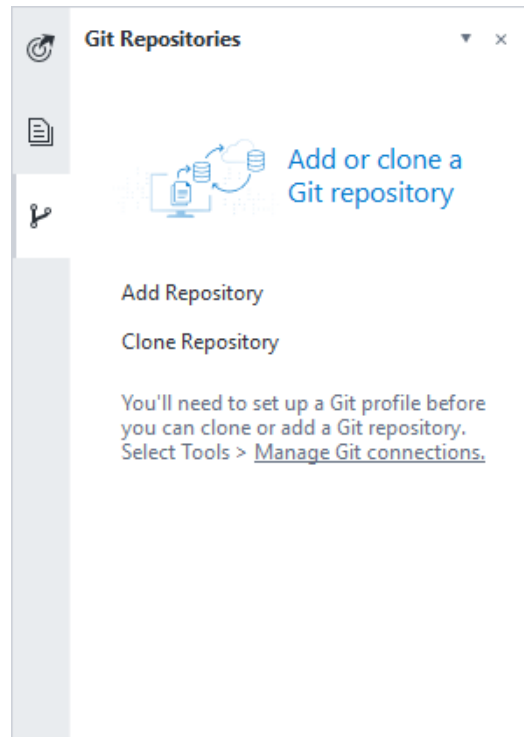 Git Repositories
Add or clone a
Git repository
Add Repository
Clone Repository
You'll need to set up a Git profile before
you can clone or add a Git repository.
Select Tools > Manage Git connections.